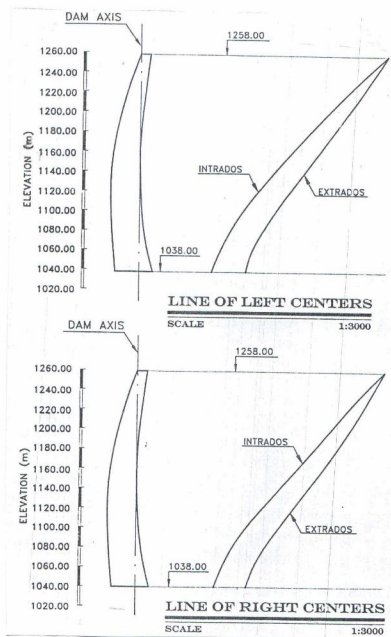 DAM AXIS
1258.00
1260.00
1240.00
1220.00
1200.00
1180.00
1160.00
1140.00
1120.00
1100.00
1080.00
1060.00
1040.00
1020.00
ELEVATION (m)
INTRADOS
EXTRADOS
1038.00
LINE OF LEFT CENTERS
SCALE 1:3000
DAM AXIS
1258.00
1260.00
1240.00
1220.00
1200.00
1180.00
1160.00
1140.00
1120.00
1100.00
1080.00
1060.00
1040.00
1020.00
ELEVATION (m)
INTRADOS
EXTRADOS
1038.00
LINE OF RIGHT CENTERS
SCALE 1:3000